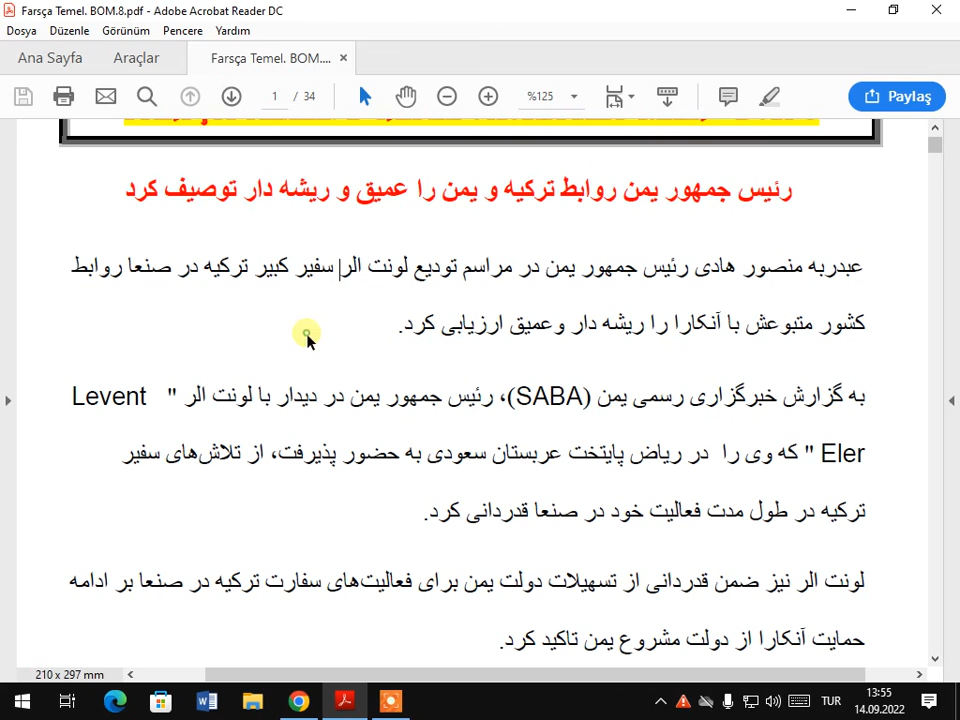 Farsça Temel. BOM.8.pdf - Adobe Acrobat Reader DC
Dosya Düzenle Görünüm Pencere Yardım
Ana Sayfa Araçlar Farsça Temel. BOM.... ×
1 / 34 %125 Paylaş
رئیس جمهور یمن روابط ترکیه و یمن را عمیق و ریشه دار توصیف کرد
عبدربه منصور هادی رئیس جمهور یمن در مراسم تودیع لونت الر سفیر کبیر ترکیه در صنعا روابط
کشور متبوعش با آنکارا را ریشه دار وعمیق ارزیابی کرد.
به گزارش خبرگزاری رسمی یمن (SABA)، رئیس جمهور یمن در دیدار با لونت الر " Levent
Eler " که وی را در ریاض پایتخت عربستان سعودی به حضور پذیرفت، از تلاش‌های سفیر
ترکیه در طول مدت فعالیت خود در صنعا قدردانی کرد.
لونت الر نیز ضمن قدردانی از تسهیلات دولت یمن برای فعالیت‌های سفارت ترکیه در صنعا بر ادامه
حمایت آنکارا از دولت مشروع یمن تاکید کرد.
210 x 297 mm
TUR
13:55
14.09.2022